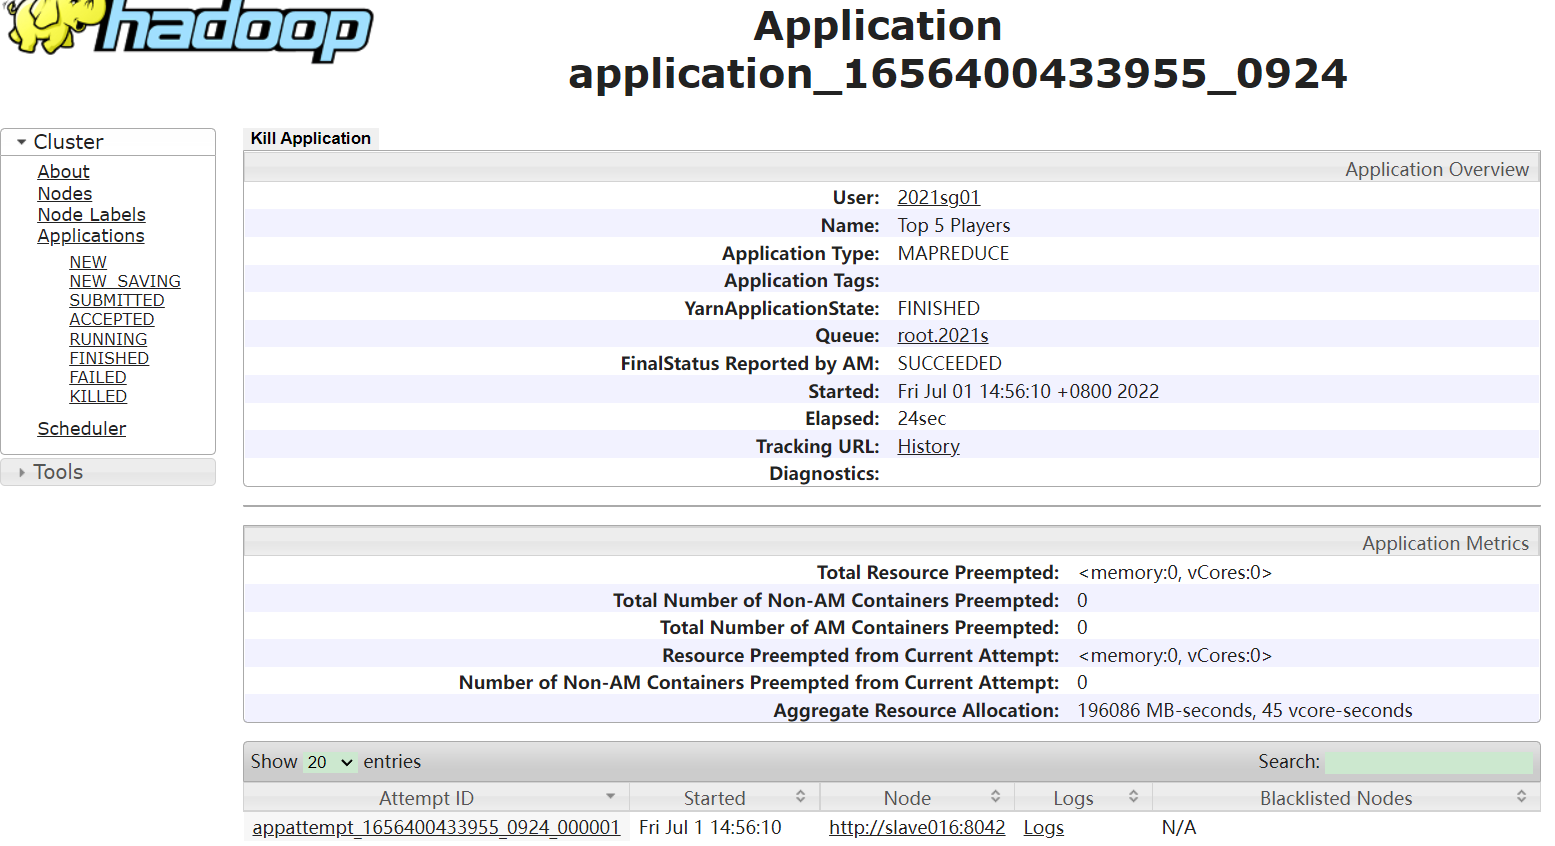 hadoop
Application
application_1656400433955_0924
Cluster
About
Nodes
Node Labels
Applications
NEW
NEW_SAVING
SUBMITTED
ACCEPTED
RUNNING
FINISHED
FAILED
KILLED
Scheduler
Tools
Kill Application
Application Overview
User: 2021sg01
Name: Top 5 Players
Application Type: MAPREDUCE
Application Tags:
YarnApplicationState: FINISHED
Queue: root.2021s
FinalStatus Reported by AM: SUCCEEDED
Started: Fri Jul 01 14:56:10 +0800 2022
Elapsed: 24sec
Tracking URL: History
Diagnostics:
Application Metrics
Total Resource Preempted: <memory:0, vCores:0>
Total Number of Non-AM Containers Preempted: 0
Total Number of AM Containers Preempted: 0
Resource Preempted from Current Attempt: <memory:0, vCores:0>
Number of Non-AM Containers Preempted from Current Attempt: 0
Aggregate Resource Allocation: 196086 MB-seconds, 45 vcore-seconds
Show 20 entries Search:
Attempt ID Started Node Logs Blacklisted Nodes
appattempt_1656400433955_0924_000001 Fri Jul 1 14:56:10 http://slave016:8042 Logs N/A